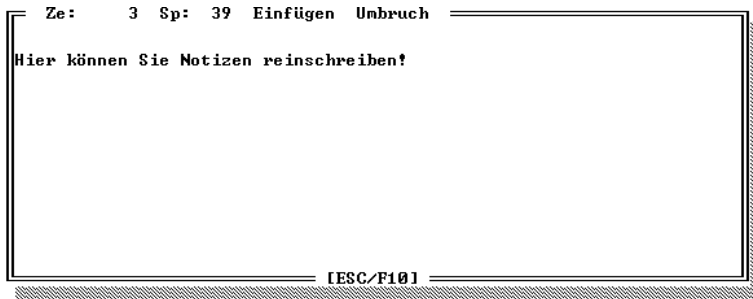 Ze: 3 Sp: 39 Einfügen Umbruch
Hier können Sie Notizen reinschreiben!
[ESC/F10]